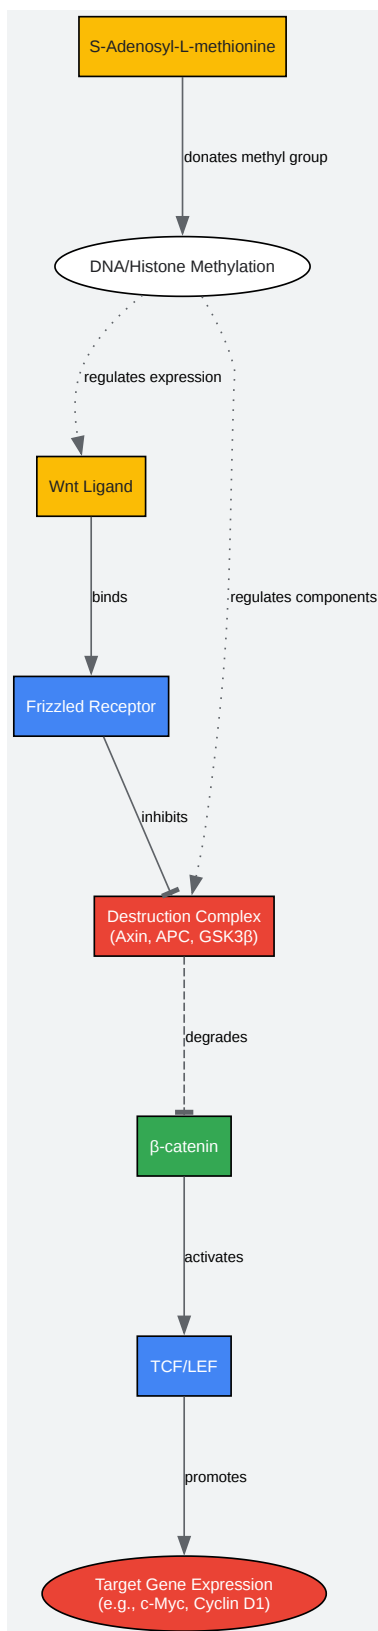 S-Adenosyl-L-methionine
donates methyl group
DNA/Histone Methylation
regulates expression
Wnt Ligand
binds
regulates components
Frizzled Receptor
inhibits
Destruction Complex
(Axin, APC, GSK3β)
degrades
β-catenin
activates
TCF/LEF
promotes
Target Gene Expression
(e.g., c-Myc, Cyclin D1)